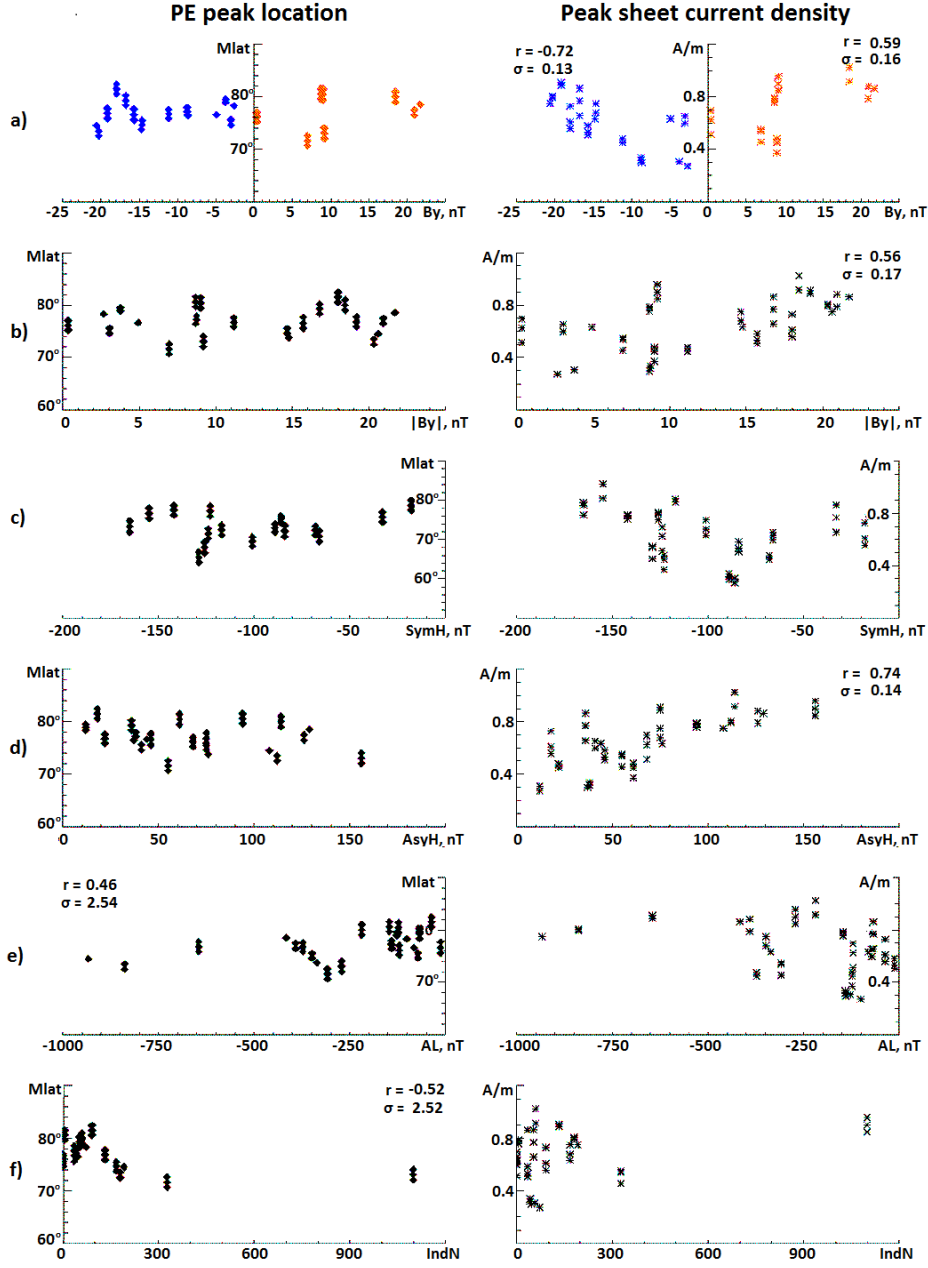 PE peak location
Peak sheet current density
Mlat
A/m
r = -0.72
σ = 0.13
r = 0.59
σ = 0.16
a)
80°
70°
0.8
0.4
-25 -20 -15 -10 -5 0 5 10 15 20 By, nT
-25 -20 -15 -10 -5 0 5 10 15 20 By, nT
Mlat
A/m
r = 0.56
σ = 0.17
b)
80°
70°
60°
0.8
0.4
0 5 10 15 20 |By|, nT
0 5 10 15 20 |By|, nT
Mlat
A/m
c)
80°
70°
60°
0.8
0.4
-200 -150 -100 -50 SymH, nT
-200 -150 -100 -50 SymH, nT
Mlat
A/m
r = 0.74
σ = 0.14
d)
80°
70°
60°
0.8
0.4
0 50 100 150 AsyH, nT
0 50 100 150 AsyH, nT
r = 0.46
σ = 2.54
Mlat
A/m
e)
70°
0.4
-1000 -750 -500 -250 AL, nT
-1000 -750 -500 -250 AL, nT
Mlat
r = -0.52
σ = 2.52
A/m
f)
80°
70°
60°
0.8
0.4
0 300 600 900 IndN
0 300 600 900 IndN